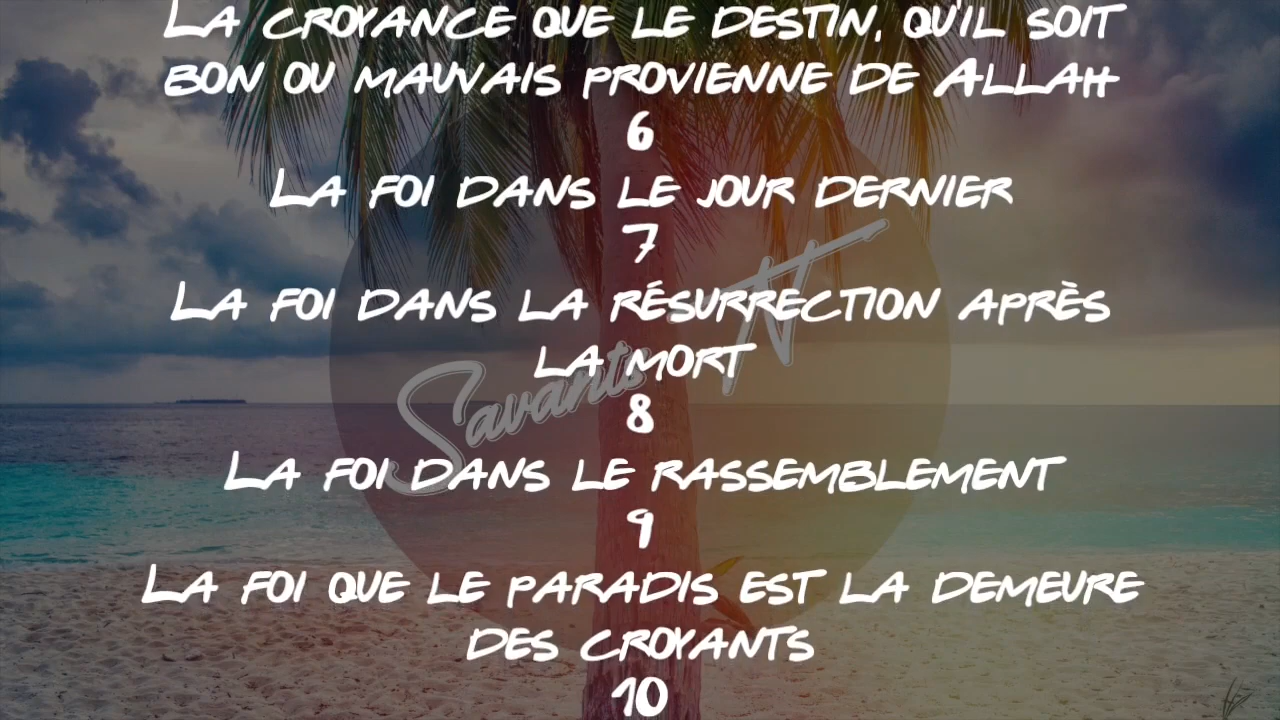 La croyance que le destin, qu'il soit
bon ou mauvais provienne de Allah
6
La foi dans le jour dernier
7
La foi dans la résurrection après
la mort
8
La foi dans le rassemblement
9
La foi que le paradis est la demeure
des croyants
10
Savants N